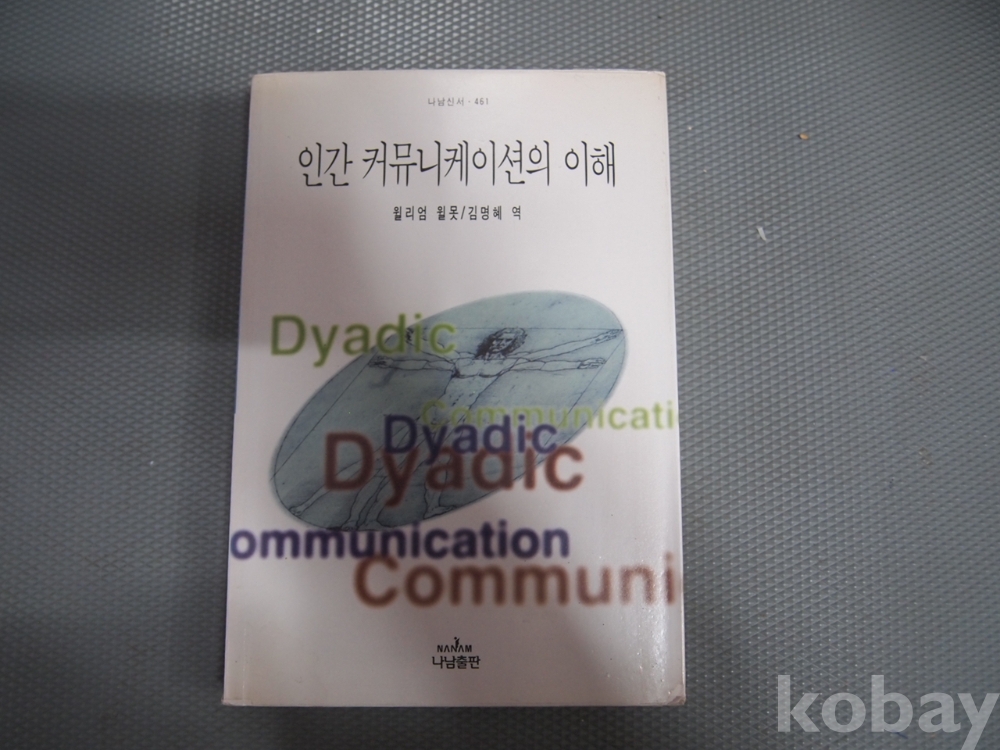 나남신서 · 461
인간 커뮤니케이션의 이해
윌리엄 윌못/김명혜 역
Dyadic
Communicati
Dyadic
Dyadic
ommunication
Communi
NANAM
나남출판
kobay